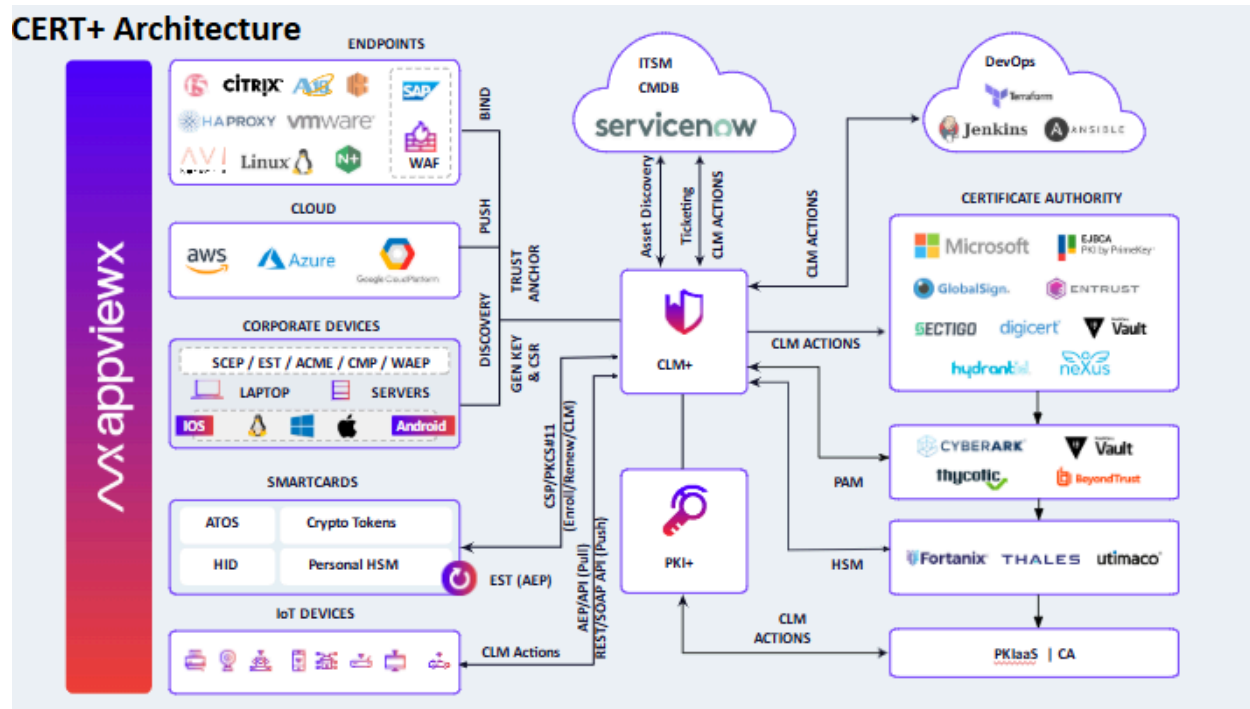 CERT+ Architecture
appviewx
ENDPOINTS
CITRIX A10
SAP
HAPROXY vmware
AVI
Linux N+
WAF
BIND
CLOUD
aws Azure
Google Cloud Platform
PUSH
TRUST
ANCHOR
CORPORATE DEVICES
SCEP / EST / ACME / CMP / WAEP
LAPTOP SERVERS
IOS Android
DISCOVERY
GEN KEY
& CSR
SMARTCARDS
ATOS Crypto Tokens
HID Personal HSM
EST (AEP)
CSP/PKCS#11
(Enroll/Renew/CLM)
IoT DEVICES
CLM Actions
AEP/API (Pull)
REST/SOAP API (Push)
ITSM
CMDB
servicenow
Asset Discovery
Ticketing
CLM ACTIONS
CLM+
PKI+
DevOps
Terraform
Jenkins ANSIBLE
CLM ACTIONS
CERTIFICATE AUTHORITY
Microsoft EJBCA
PKI by PrimeKey
GlobalSign. ENTRUST
SECTIGO digicert Vault
hydrantid neXus
CLM ACTIONS
CYBERARK Vault
thycotic BeyondTrust
PAM
Fortanix THALES utimaco
HSM
PKIaaS | CA
CLM
ACTIONS